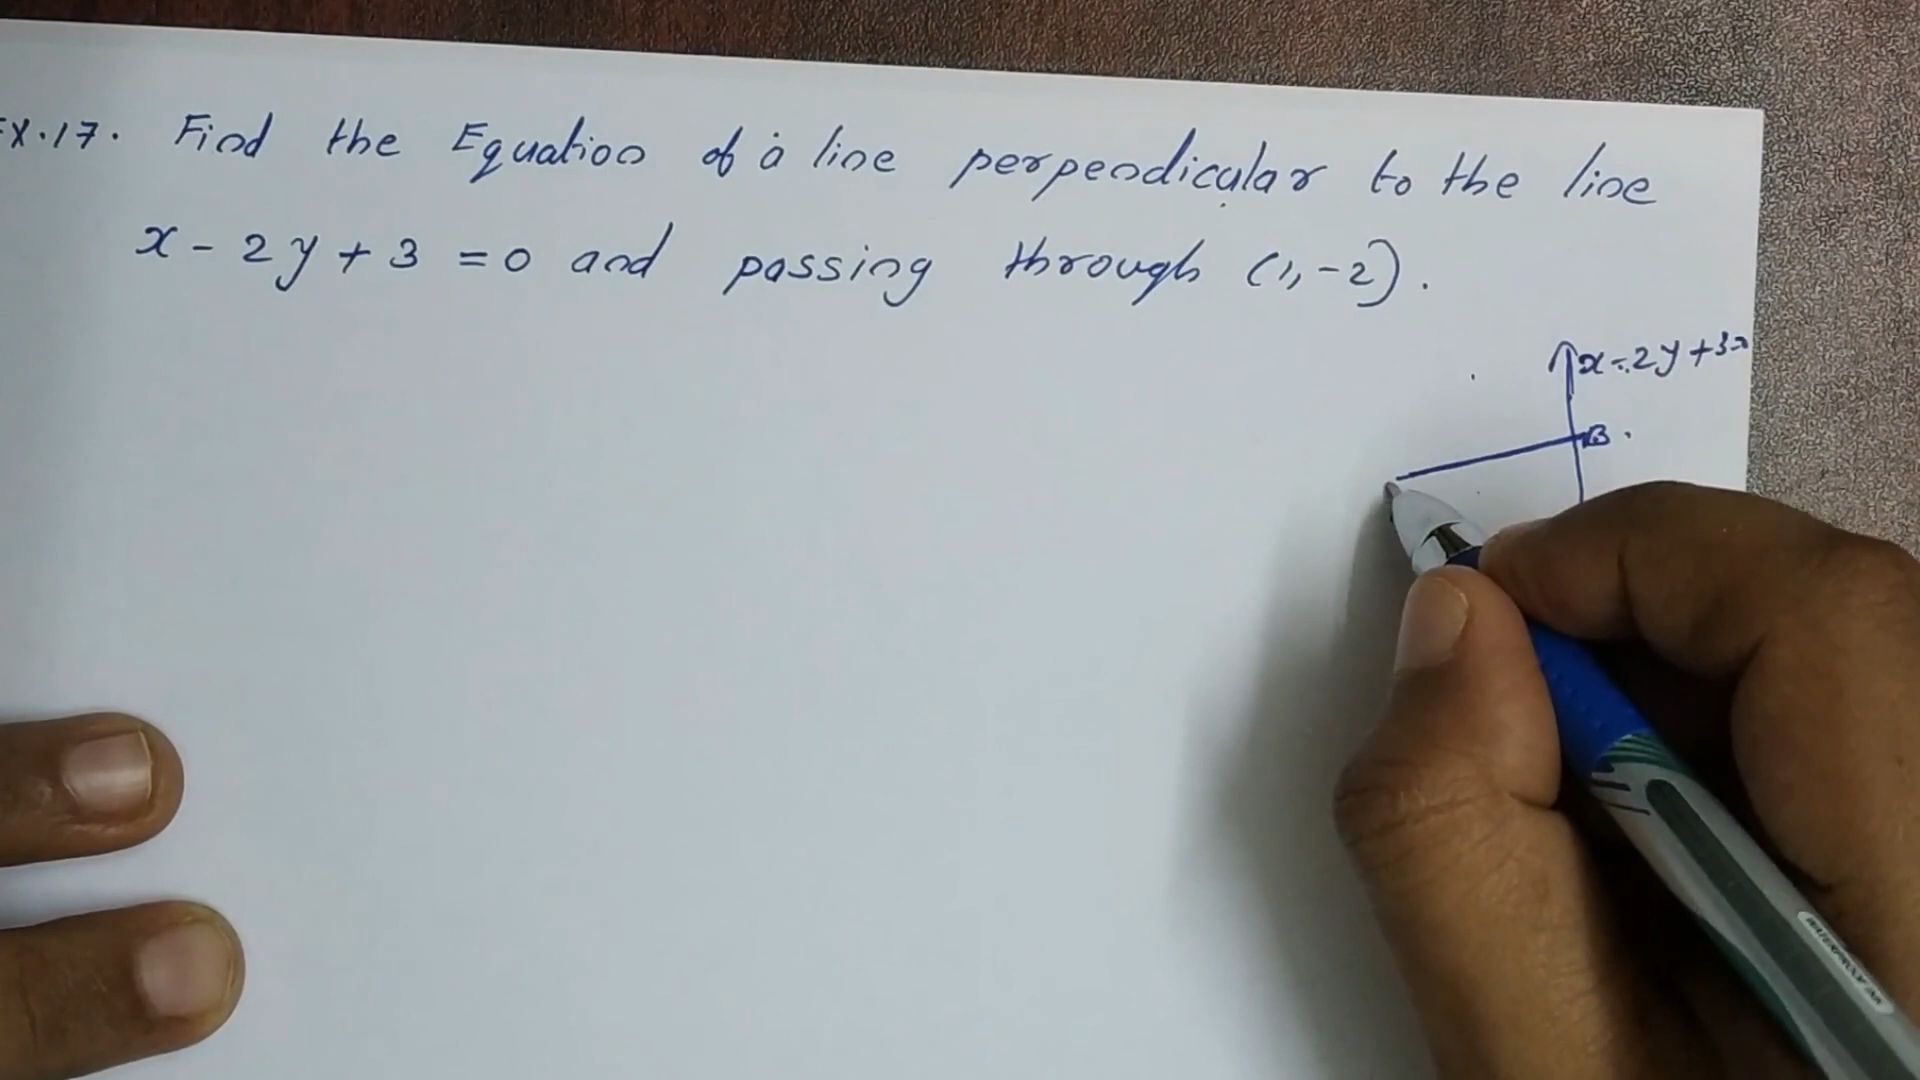 Ex.17. Find the Equation of a line perpendicular to the line
x - 2y + 3 = 0 and passing through (1, -2).
x - 2y + 3 =
B.